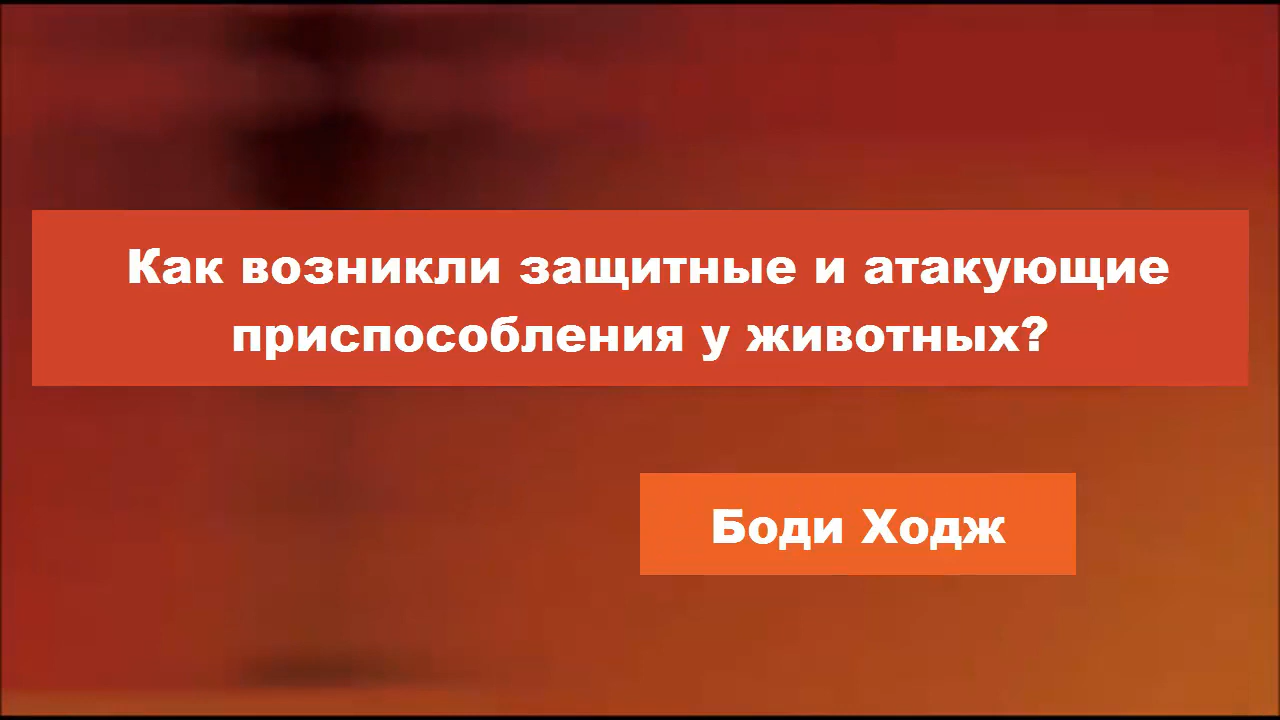 Как возникли защитные и атакующие
приспособления у животных?
Боди Ходж